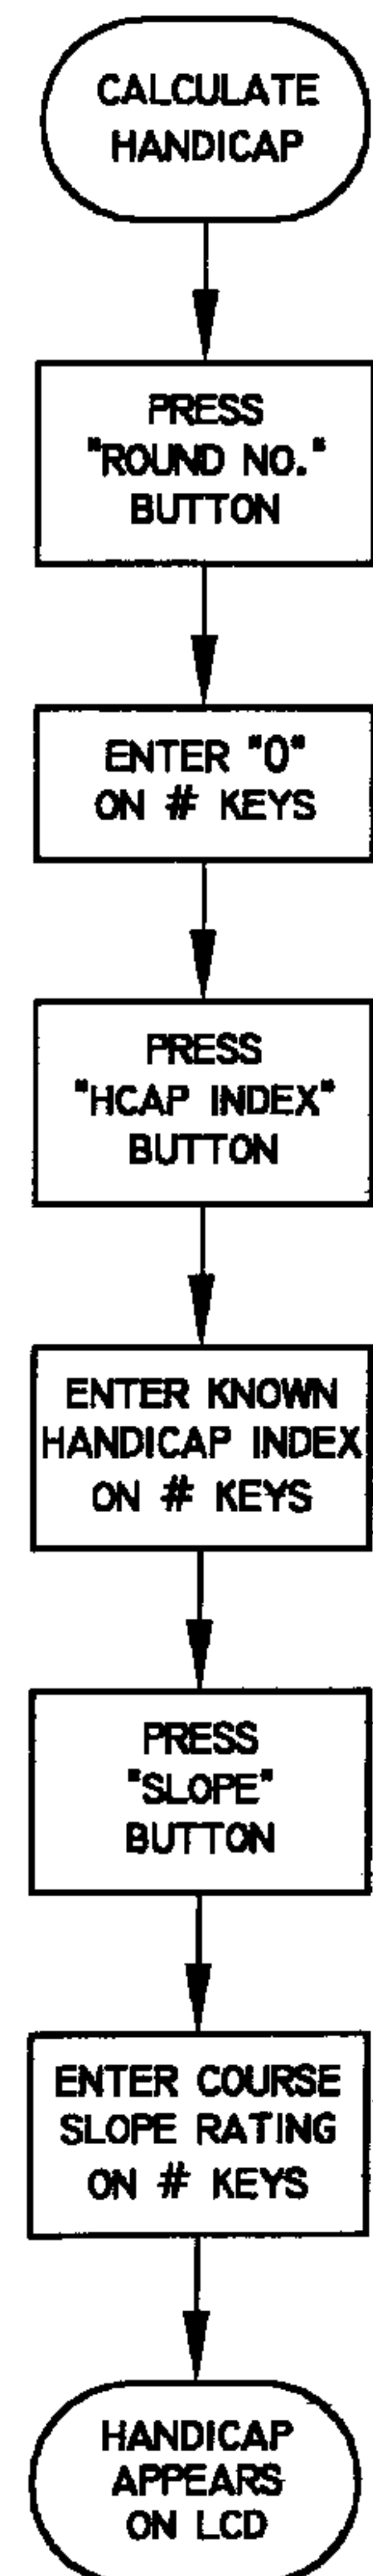 CALCULATE
HANDICAP
PRESS
"ROUND NO."
BUTTON
ENTER "0"
ON # KEYS
PRESS
"HCAP INDEX"
BUTTON
ENTER KNOWN
HANDICAP INDEX
ON # KEYS
PRESS
"SLOPE"
BUTTON
ENTER COURSE
SLOPE RATING
ON # KEYS
HANDICAP
APPEARS
ON LCD